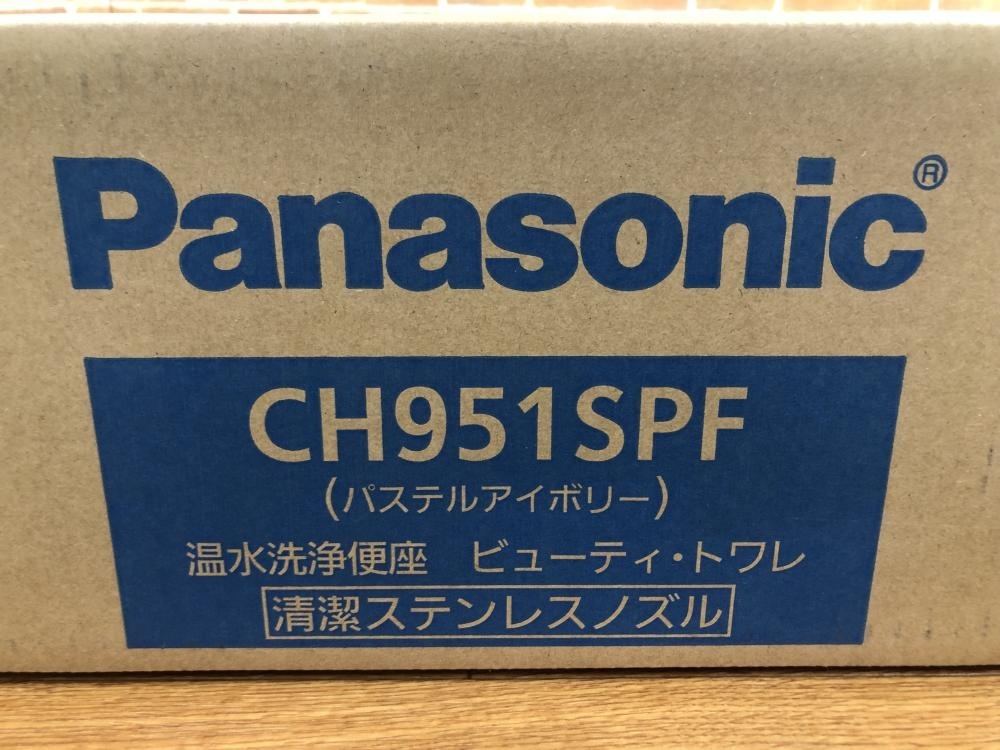 Panasonic®
CH951SPF
(パステルアイボリー)
温水洗浄便座 ビューティ・トワレ
清潔ステンレスノズル